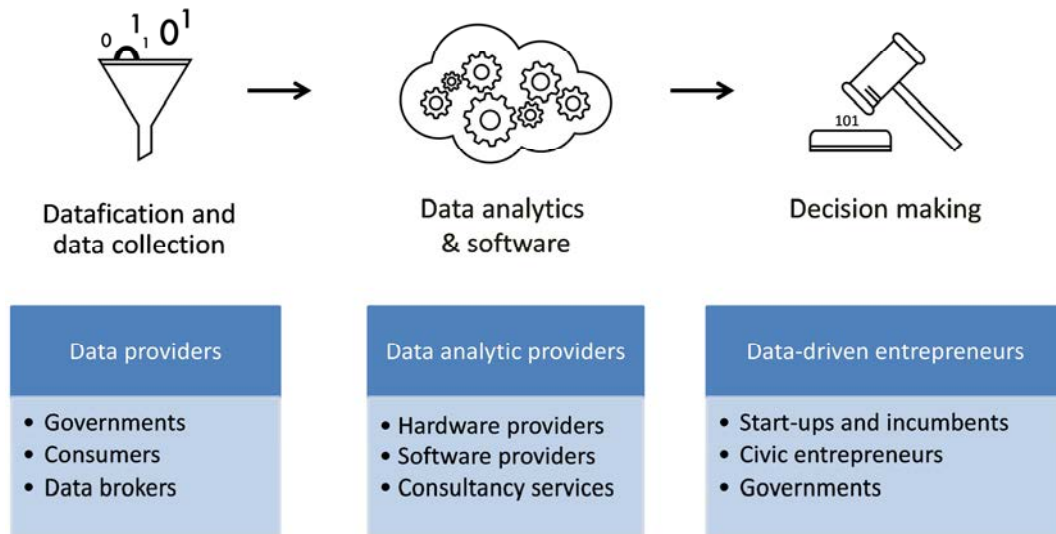 0 1 1 0 1
101
Datafication and
data collection
Data analytics
& software
Decision making
Data providers
• Governments
• Consumers
• Data brokers
Data analytic providers
• Hardware providers
• Software providers
• Consultancy services
Data-driven entrepreneurs
• Start-ups and incumbents
• Civic entrepreneurs
• Governments